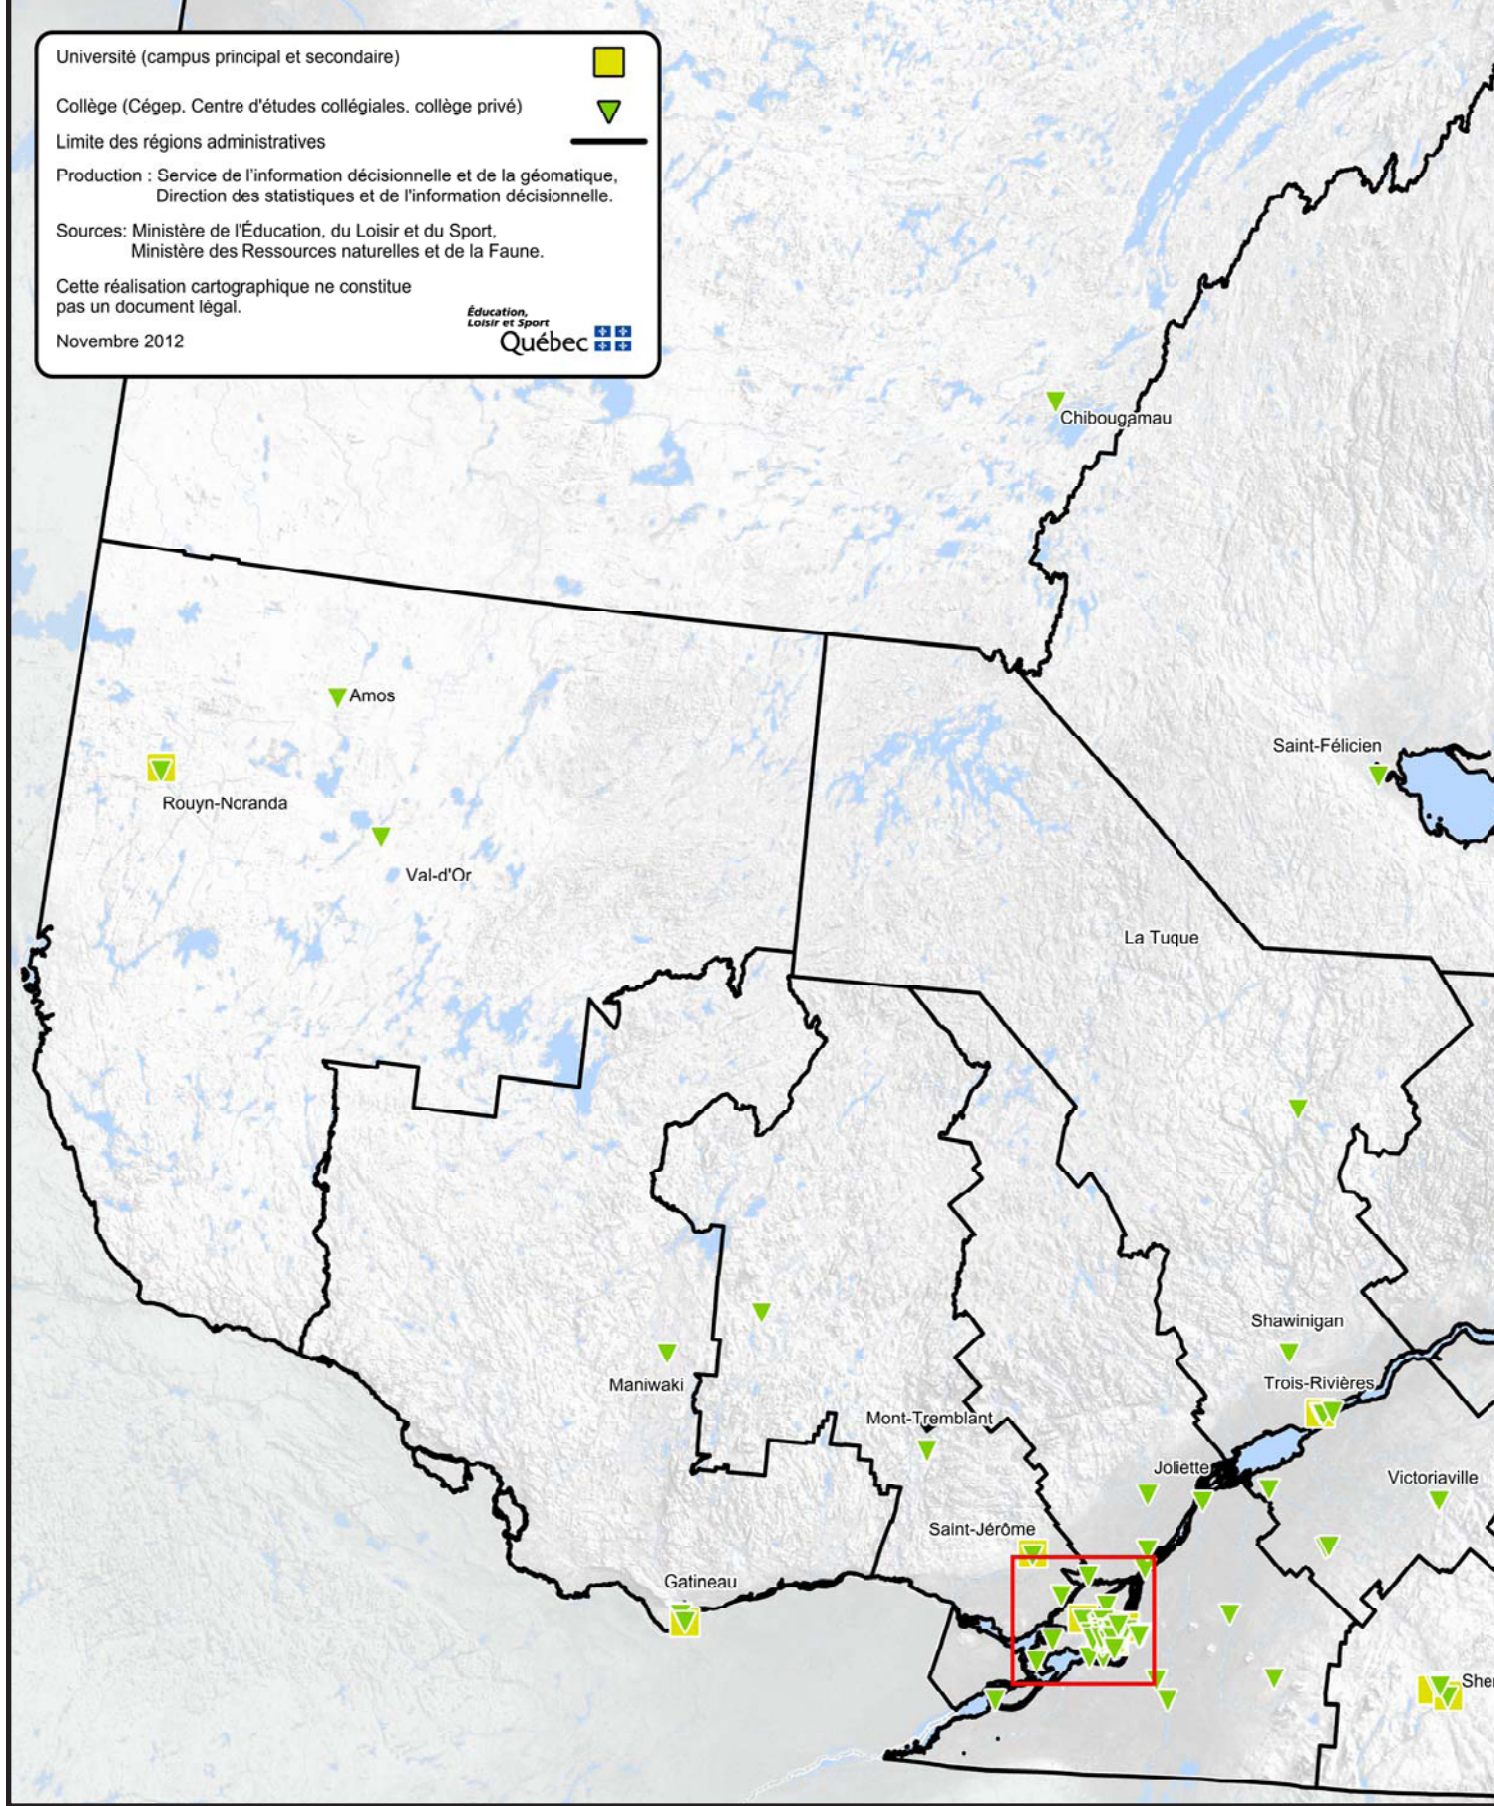 Université (campus principal et secondaire)
Collège (Cégep. Centre d'études collégiales. collège privé)
Limite des régions administratives
Production : Service de l'information décisionnelle et de la géomatique,
Direction des statistiques et de l'information décisionnelle.
Sources: Ministère de l'Éducation, du Loisir et du Sport,
Ministère des Ressources naturelles et de la Faune.
Cette réalisation cartographique ne constitue
pas un document légal.
Novembre 2012
Éducation,
Loisir et Sport
Québec
Chibougamau
Amos
Saint-Félicien
Rouyn-Noranda
Val-d'Or
La Tuque
Shawinigan
Maniwaki
Trois-Rivières
Mont-Tremblant
Joliette
Victoriaville
Saint-Jérôme
Gatineau
Sher